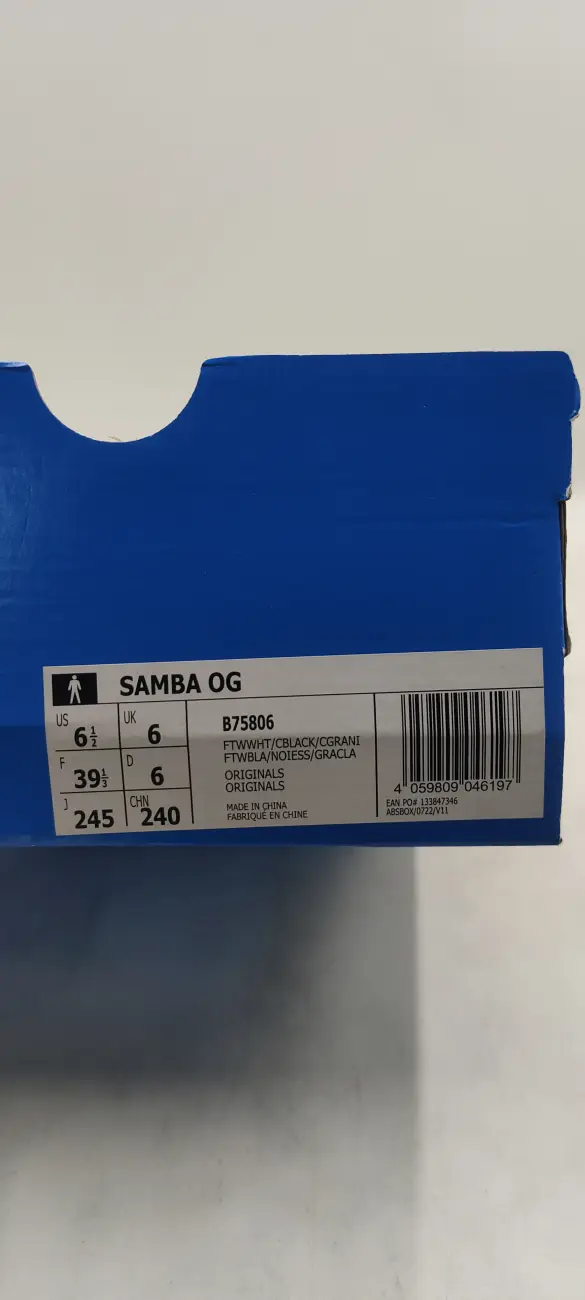 SAMBA OG
US 6½ UK 6
F 39⅓ D 6
J 245 CHN 240
B75806
FTWWHT/CBLACK/CGRANI
FTWBLA/NOIESS/GRACLA
ORIGINALS
ORIGINALS
MADE IN CHINA
FABRIQUÉ EN CHINE
4 059809 046197
EAN PO# 133847346
ABSBOX/0722/V11